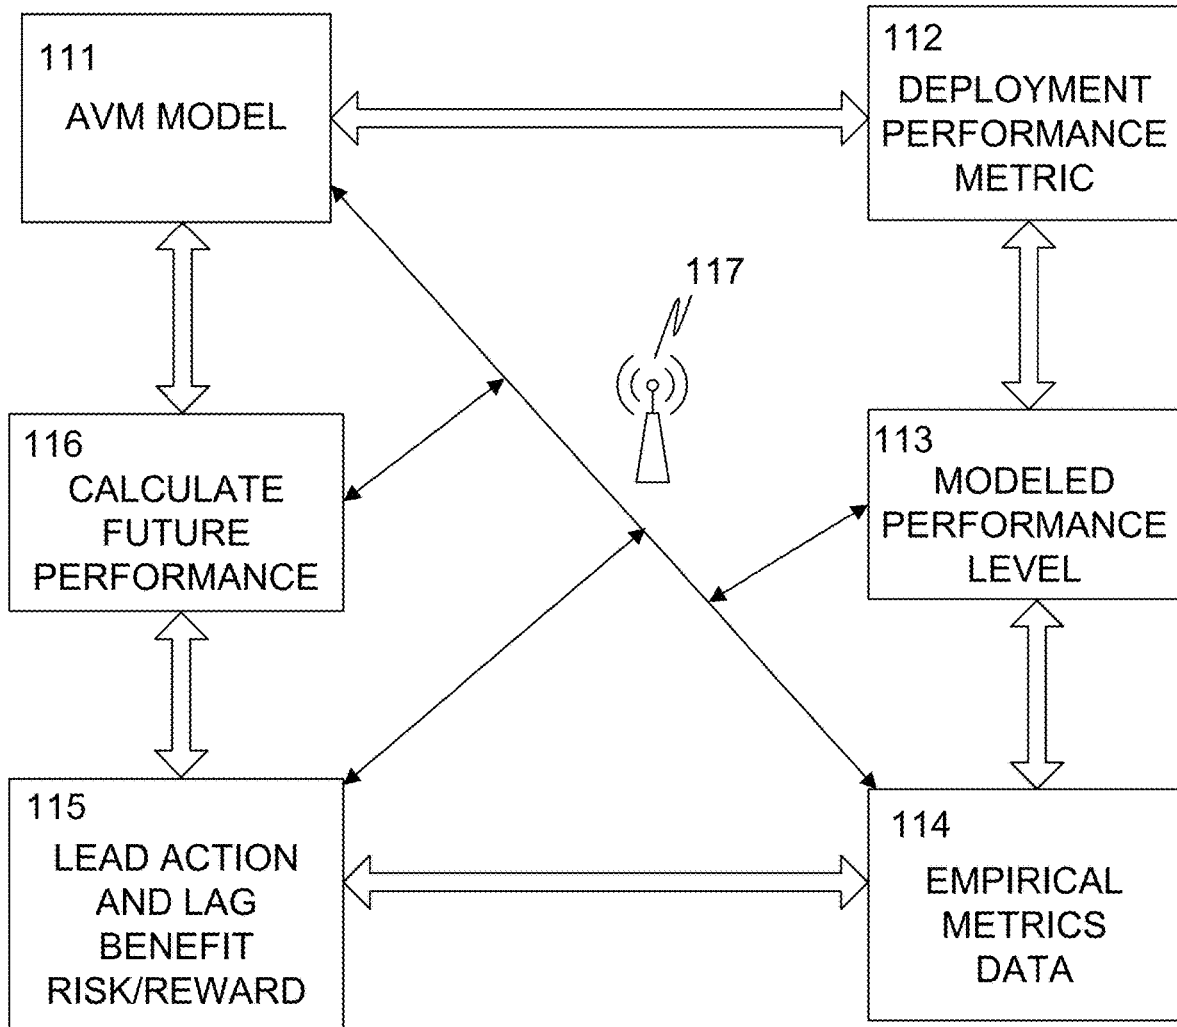 111
AVM MODEL
112
DEPLOYMENT
PERFORMANCE
METRIC
117
116
CALCULATE
FUTURE
PERFORMANCE
113
MODELED
PERFORMANCE
LEVEL
115
LEAD ACTION
AND LAG
BENEFIT
RISK/REWARD
114
EMPIRICAL
METRICS
DATA